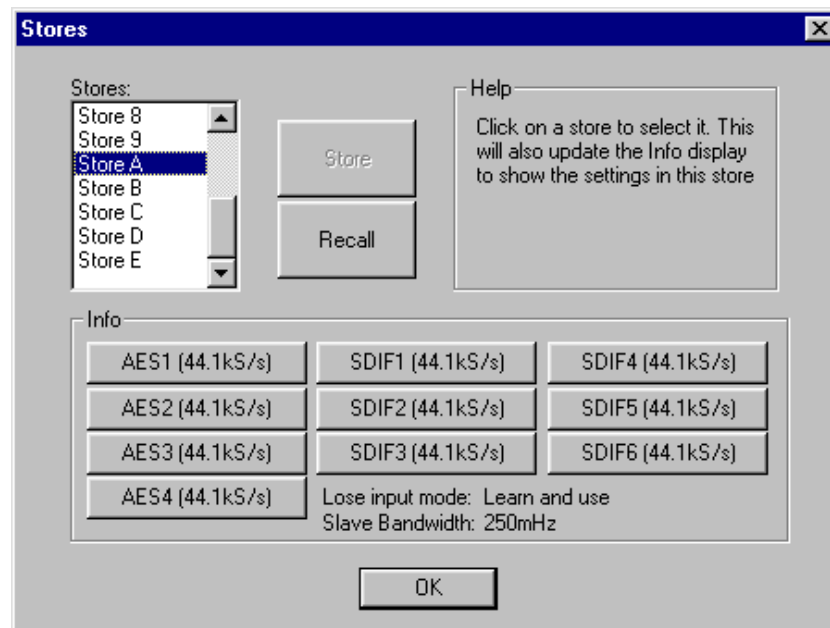 Stores
Stores:
Store 8
Store 9
Store A
Store B
Store C
Store D
Store E
Store
Recall
Help
Click on a store to select it. This
will also update the Info display
to show the settings in this store
Info
AES1 (44.1kS/s)
SDIF1 (44.1kS/s)
SDIF4 (44.1kS/s)
AES2 (44.1kS/s)
SDIF2 (44.1kS/s)
SDIF5 (44.1kS/s)
AES3 (44.1kS/s)
SDIF3 (44.1kS/s)
SDIF6 (44.1kS/s)
AES4 (44.1kS/s)
Lose input mode: Learn and use
Slave Bandwidth: 250mHz
OK